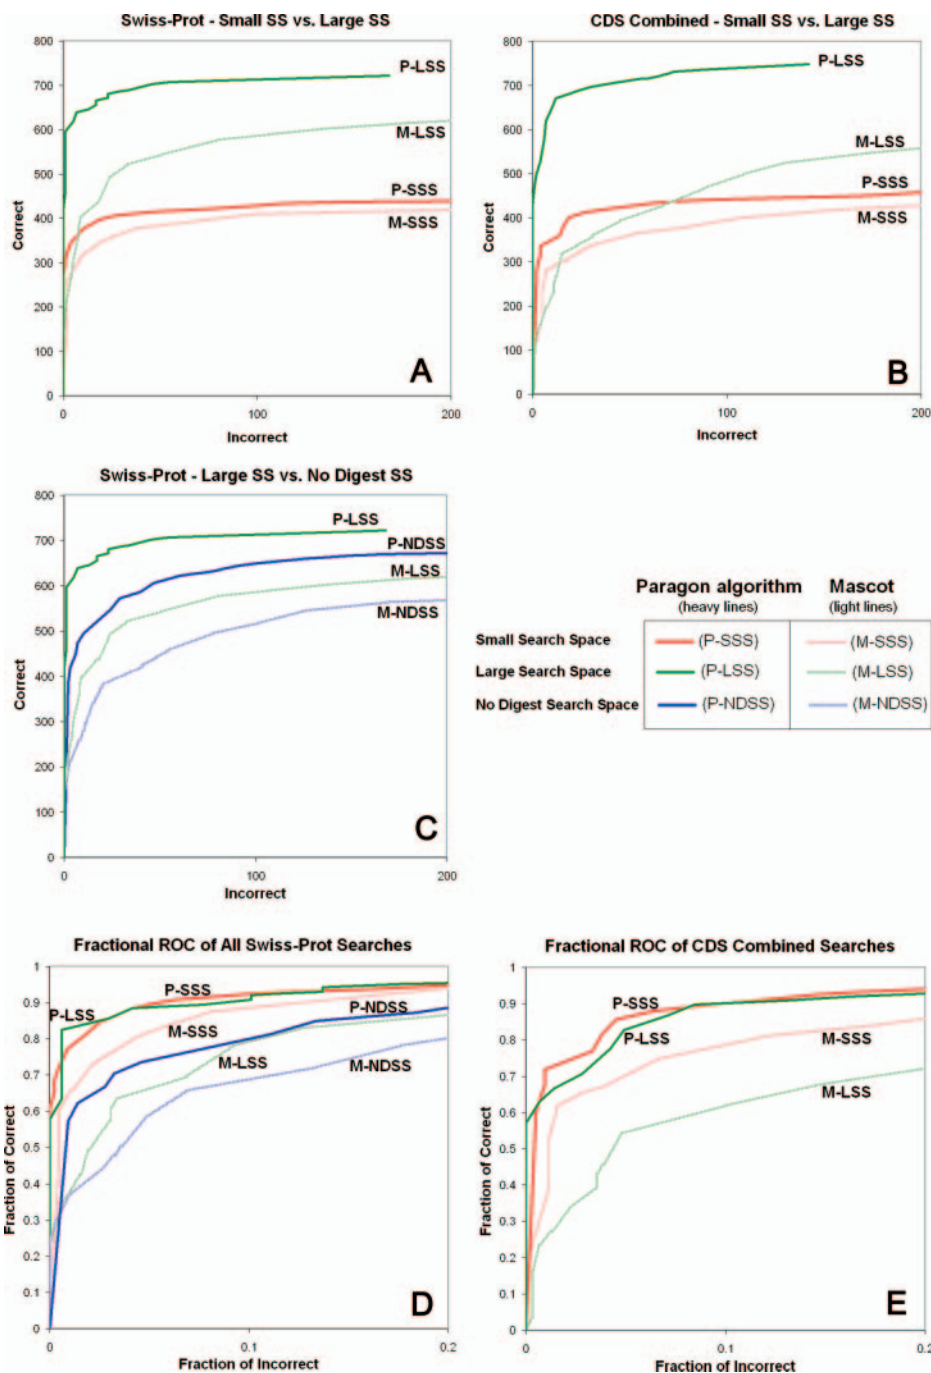 Swiss-Prot - Small SS vs. Large SS
800
700
600
500
400
300
200
100
0
Correct
P-LSS
M-LSS
P-SSS
M-SSS
A
0 100 200
Incorrect
CDS Combined - Small SS vs. Large SS
800
700
600
500
400
300
200
100
0
Correct
P-LSS
M-LSS
P-SSS
M-SSS
B
0 100 200
Incorrect
Swiss-Prot - Large SS vs. No Digest SS
800
700
600
500
400
300
200
100
0
Correct
P-LSS
P-NDSS
M-LSS
M-NDSS
C
0 100 200
Incorrect
Paragon algorithm Mascot
(heavy lines) (light lines)
Small Search Space (P-SSS) (M-SSS)
Large Search Space (P-LSS) (M-LSS)
No Digest Search Space (P-NDSS) (M-NDSS)
Fractional ROC of All Swiss-Prot Searches
1
0.9
0.8
0.7
0.6
0.5
0.4
0.3
0.2
0.1
0
Fraction of Correct
P-SSS
P-LSS
P-NDSS
M-SSS
M-LSS
M-NDSS
D
0 0.1 0.2
Fraction of Incorrect
Fractional ROC of CDS Combined Searches
1
0.9
0.8
0.7
0.6
0.5
0.4
0.3
0.2
0.1
0
Fraction of Correct
P-SSS
P-LSS
M-SSS
M-LSS
E
0 0.1 0.2
Fraction of Incorrect